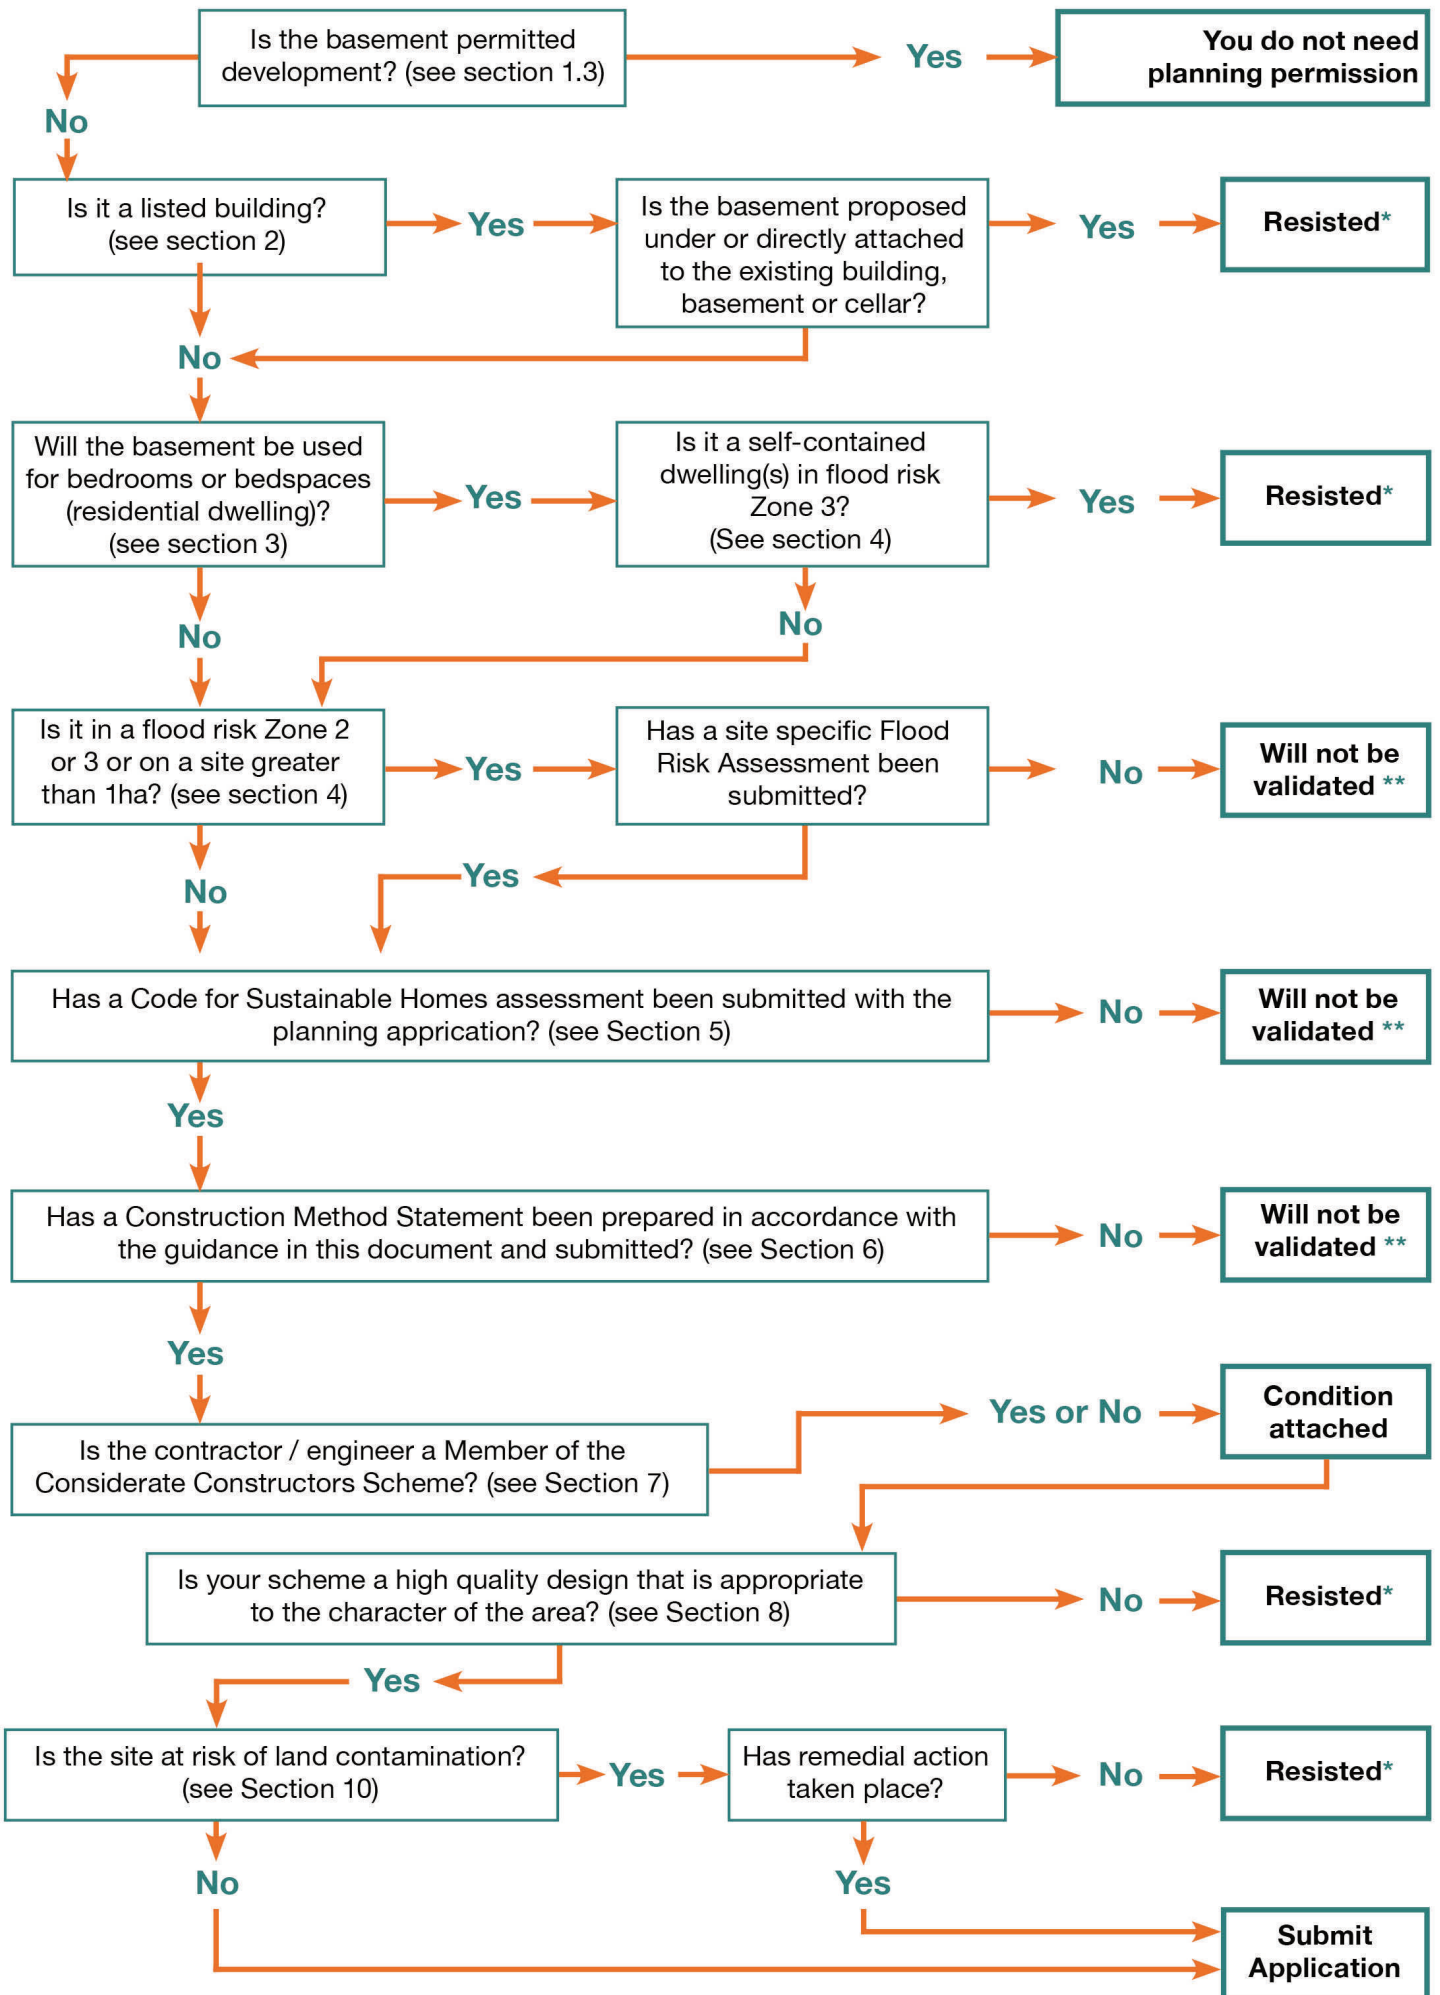 Is the basement permitted
development? (see section 1.3)
Yes
You do not need
planning permission
No
Is it a listed building?
(see section 2)
Yes
Is the basement proposed
under or directly attached
to the existing building,
basement or cellar?
Yes
Resisted*
No
Will the basement be used
for bedrooms or bedspaces
(residential dwelling)?
(see section 3)
Yes
Is it a self-contained
dwelling(s) in flood risk
Zone 3?
(See section 4)
Yes
Resisted*
No
No
Is it in a flood risk Zone 2
or 3 or on a site greater
than 1ha? (see section 4)
Yes
Has a site specific Flood
Risk Assessment been
submitted?
No
Will not be
validated **
Yes
No
Has a Code for Sustainable Homes assessment been submitted with the
planning apprication? (see Section 5)
No
Will not be
validated **
Yes
Has a Construction Method Statement been prepared in accordance with
the guidance in this document and submitted? (see Section 6)
No
Will not be
validated **
Yes
Is the contractor / engineer a Member of the
Considerate Constructors Scheme? (see Section 7)
Yes or No
Condition
attached
Is your scheme a high quality design that is appropriate
to the character of the area? (see Section 8)
No
Resisted*
Yes
Is the site at risk of land contamination?
(see Section 10)
Yes
Has remedial action
taken place?
No
Resisted*
No
Yes
Submit
Application